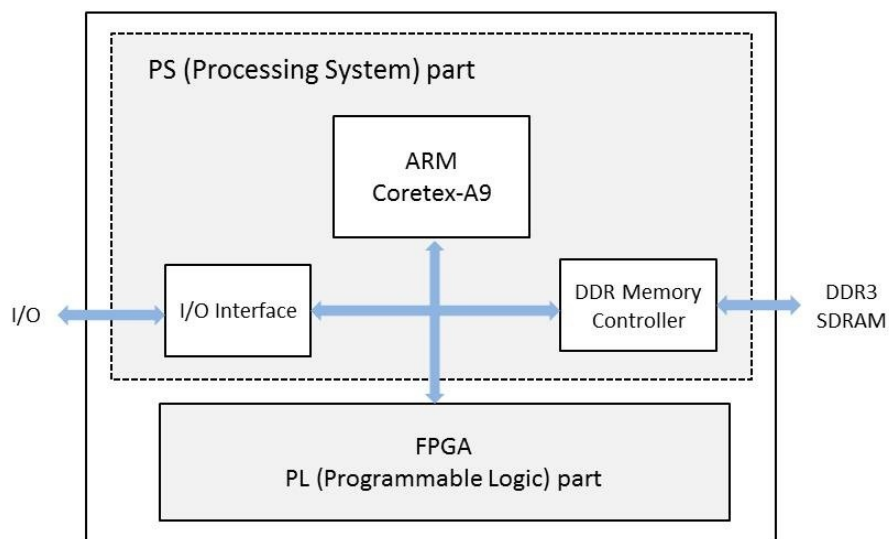 PS (Processing System) part
ARM
Coretex-A9
I/O
I/O Interface
DDR Memory
Controller
DDR3
SDRAM
FPGA
PL (Programmable Logic) part